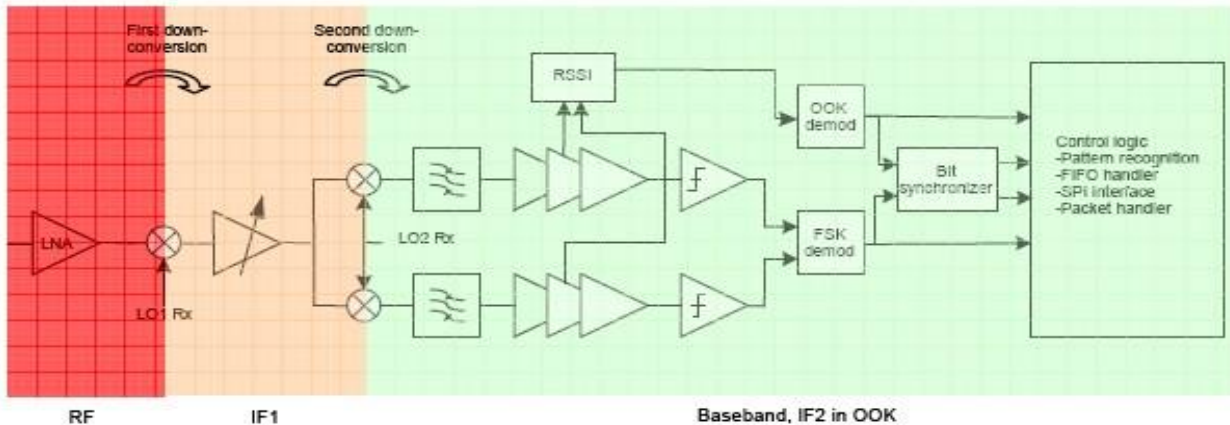 First down-
conversion
Second down-
conversion
RSSI
OOK
demod
Control logic
-Pattern recognition
-FIFO handler
-SPI interface
-Packet handler
Bit
synchronizer
LNA
LO2 Rx
FSK
demod
LO1 Rx
RF
IF1
Baseband, IF2 in OOK